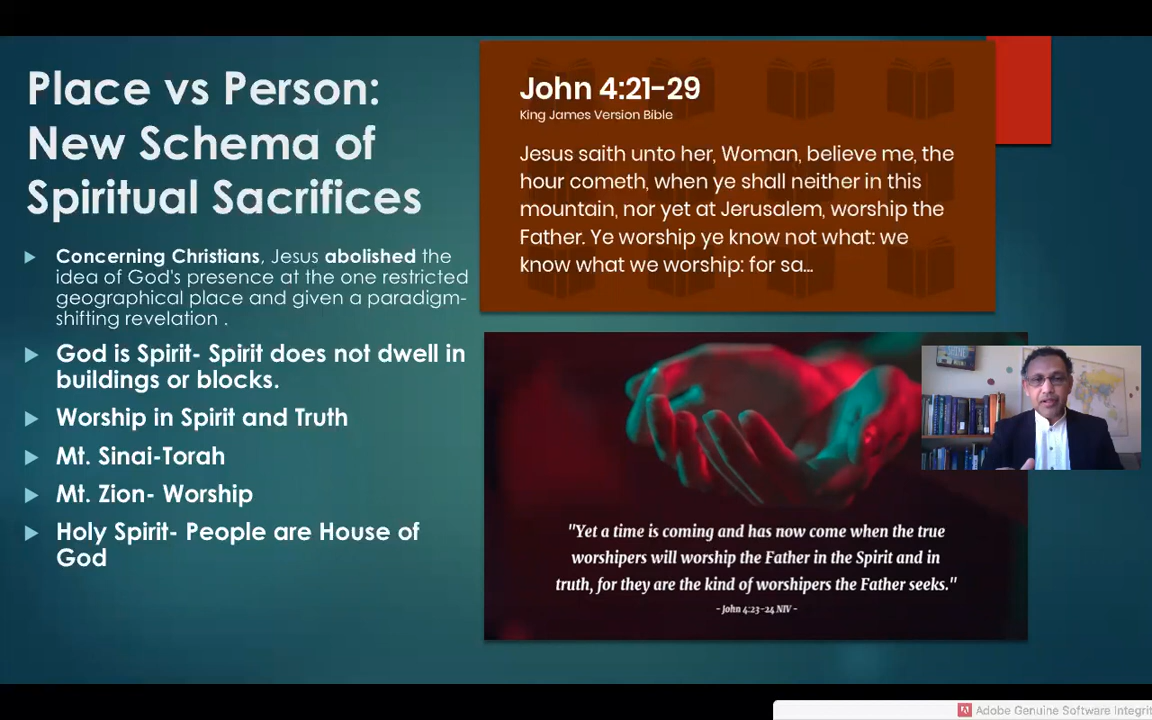 Place vs Person:
New Schema of
Spiritual Sacrifices
Concerning Christians, Jesus abolished the
idea of God's presence at the one restricted
geographical place and given a paradigm-
shifting revelation .
God is Spirit- Spirit does not dwell in
buildings or blocks.
Worship in Spirit and Truth
Mt. Sinai-Torah
Mt. Zion- Worship
Holy Spirit- People are House of
God
John 4:21-29
King James Version Bible
Jesus saith unto her, Woman, believe me, the
hour cometh, when ye shall neither in this
mountain, nor yet at Jerusalem, worship the
Father. Ye worship ye know not what: we
know what we worship: for sa...
"Yet a time is coming and has now come when the true
worshipers will worship the Father in the Spirit and in
truth, for they are the kind of worshipers the Father seeks."
- John 4:23-24 NIV -
Adobe Genuine Software Integrit